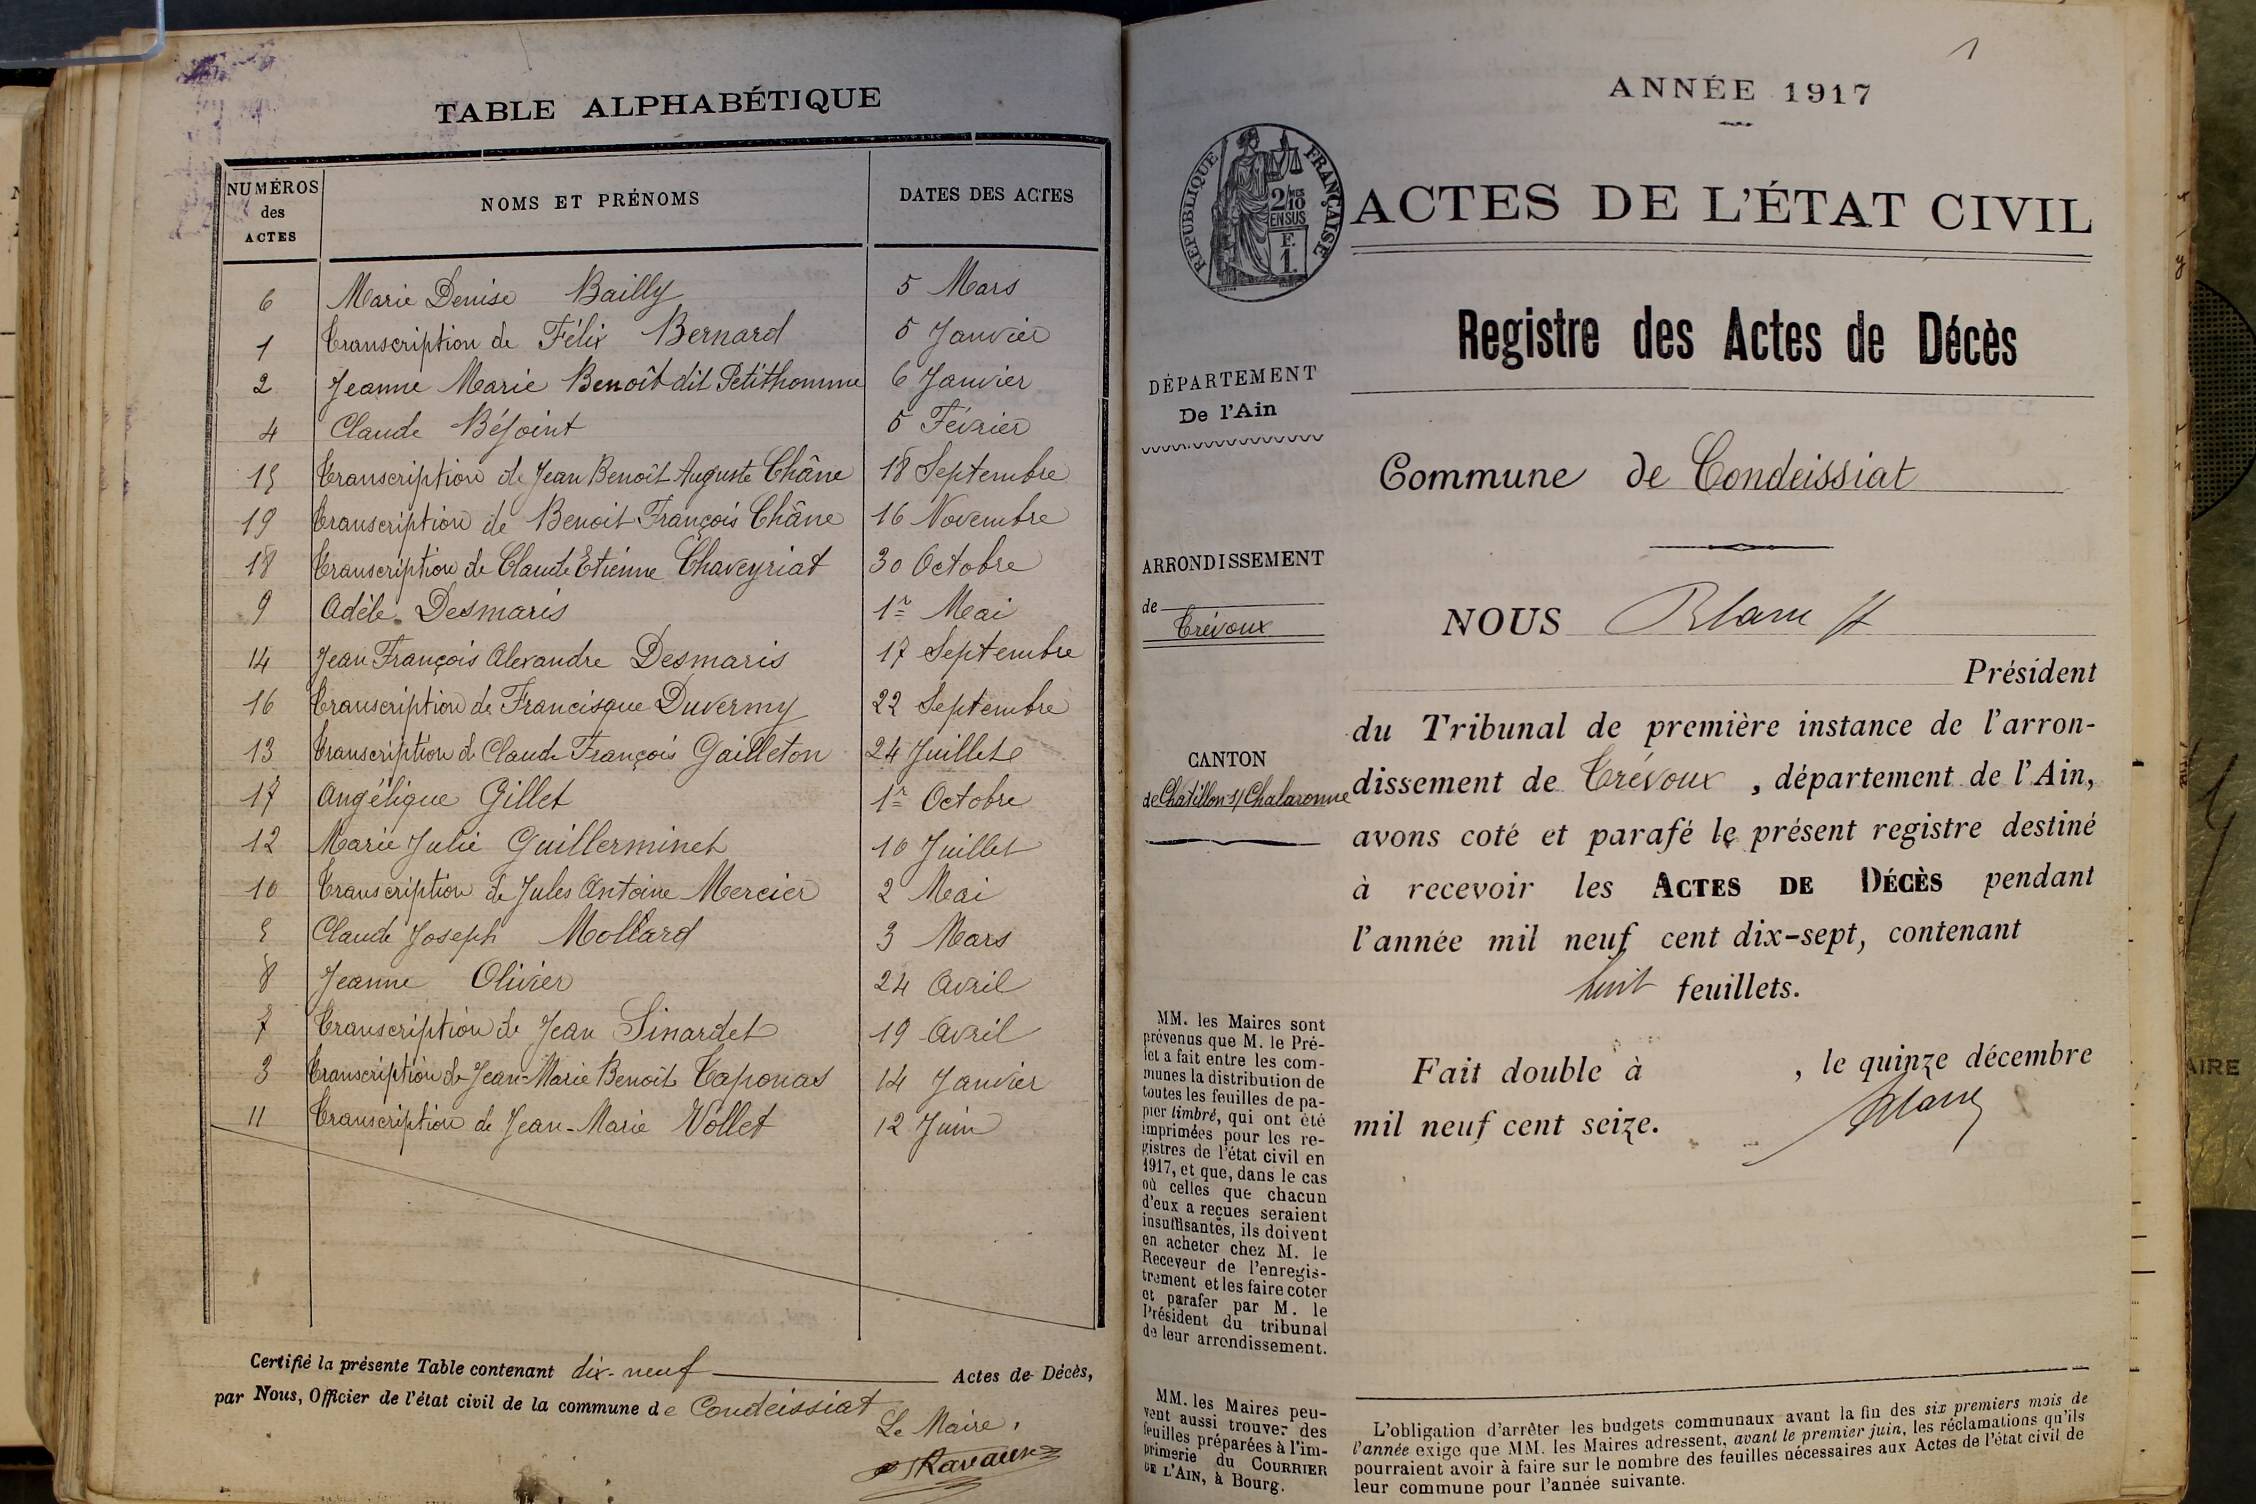 TABLE ALPHABÉTIQUE
NUMÉROS des ACTES NOMS ET PRÉNOMS DATES DES ACTES
6 Marie Denise Bailly 5 Mars
1 Transcription de Félix Bernard 5 Janvier
2 Jeanne Marie Benoît dit Petithomme 6 Janvier
4 Claude Béjoint 5 Février
15 Transcription de Jean Benoît Auguste Châne 18 Septembre
19 Transcription de Benoit François Châne 16 Novembre
18 Transcription de Claude Etienne Chaveyriat 30 Octobre
9 Adèle Desmaris 1r Mai
14 Jean François Alexandre Desmaris 17 Septembre
16 Transcription de Francisque Duvermy 22 Septembre
13 Transcription de Claude François Gailleton 24 Juillet
17 Angélique Gillet 1r Octobre
12 Marie Julie Guillerminet 10 Juillet
10 Transcription de Jules Antoine Mercier 2 Mai
5 Claude Joseph Mollard 3 Mars
8 Jeanne Olivier 24 Avril
7 Transcription de Jean Sinardet 19 Avril
3 Transcription de Jean-Marie Benoît Taponas 14 Janvier
11 Transcription de Jean-Marie Vollet 12 Juin
Certifié la présente Table contenant dix-neuf Actes de Décès,
par Nous, Officier de l'état civil de la commune de Condeissiat
Le Maire,
Ravaux
1
ANNÉE 1917
RÉPUBLIQUE FRANÇAISE
2/10 MES
EN SUS
F.
1.
ACTES DE L'ÉTAT CIVIL
Registre des Actes de Décès
DÉPARTEMENT
De l'Ain
Commune de Condeissiat
ARRONDISSEMENT
de Trévoux
CANTON
de Chatillon s/ Chalaronne
MM. les Maires sont
prévenus que M. le Pré-
fet a fait entre les com-
munes la distribution de
toutes les feuilles de pa-
pier timbré, qui ont été
imprimées pour les re-
gistres de l'état civil en
1917, et que, dans le cas
où celles que chacun
d'eux a reçues seraient
insuffisantes, ils doivent
en acheter chez M. le
Receveur de l'enregis-
trement et les faire coter
et parafer par M. le
Président du tribunal
de leur arrondissement.
MM. les Maires peu-
vent aussi trouver des
feuilles préparées à l'im-
primerie du COURRIER
DE L'AIN, à Bourg.
NOUS Blanc
Président
du Tribunal de première instance de l'arron-
dissement de Trévoux, département de l'Ain,
avons coté et parafé le présent registre destiné
à recevoir les ACTES DE DÉCÈS pendant
l'année mil neuf cent dix-sept, contenant
huit feuillets.
Fait double à , le quinze décembre
mil neuf cent seize.
Blanc
L'obligation d'arrêter les budgets communaux avant la fin des six premiers mois de
l'année exige que MM. les Maires adressent, avant le premier juin, les réclamations qu'ils
pourraient avoir à faire sur le nombre des feuilles nécessaires aux Actes de l'état civil de
leur commune pour l'année suivante.
AIRE